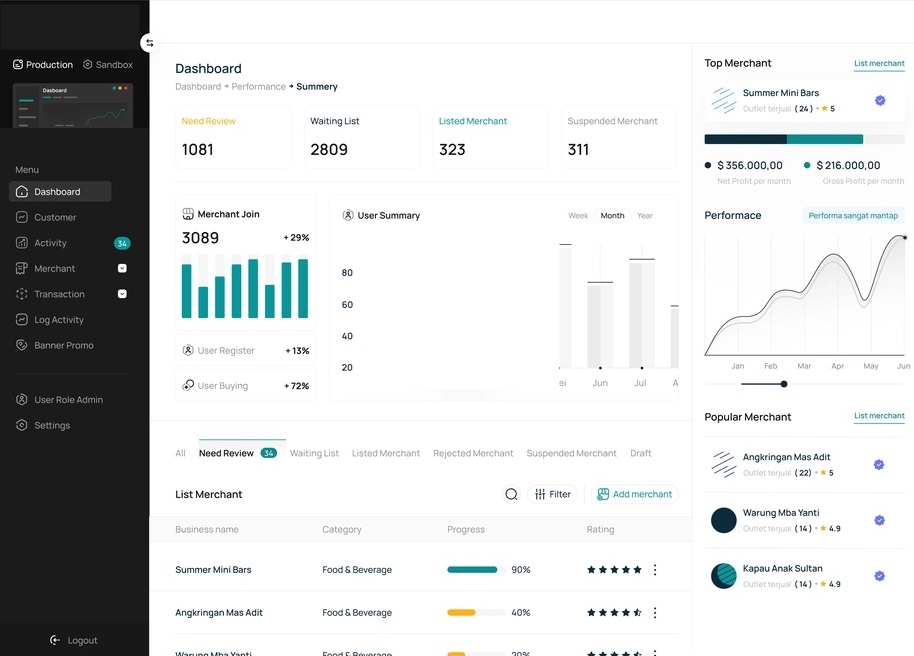 Production Sandbox
Dashboard
Menu
Dashboard
Customer
Activity 34
Merchant
Transaction
Log Activity
Banner Promo
User Role Admin
Settings
Logout
Dashboard
Dashboard Performance Summery
Need Review
1081
Waiting List
2809
Listed Merchant
323
Suspended Merchant
311
Merchant Join
3089 + 29%
User Register + 13%
User Buying + 72%
User Summary
Week Month Year
80
60
40
20
ei Jun Jul A
All Need Review 34 Waiting List Listed Merchant Rejected Merchant Suspended Merchant Draft
List Merchant Filter Add merchant
Business name Category Progress Rating
Summer Mini Bars Food & Beverage 90%
Angkringan Mas Adit Food & Beverage 40%
Warung Mba Yanti Food & Beverage 20%
Top Merchant List merchant
Summer Mini Bars
Outlet terjual ( 24 ) • 5
$ 356.000,00 $ 216.000,00
Net Profit per month Gross Profit per month
Performace Performa sangat mantap
Jan Feb Mar Apr May Jun
Popular Merchant List merchant
Angkringan Mas Adit
Outlet terjual ( 22) • 5
Warung Mba Yanti
Outlet terjual ( 14 ) • 4.9
Kapau Anak Sultan
Outlet terjual ( 14 ) • 4.9